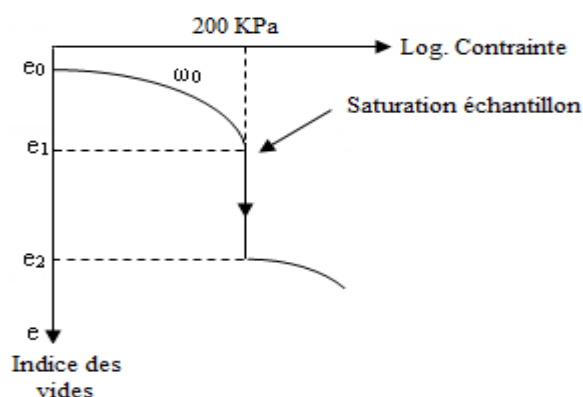 200 KPa
Log. Contrainte
e0
ω0
Saturation échantillon
e1
e2
e
Indice des
vides